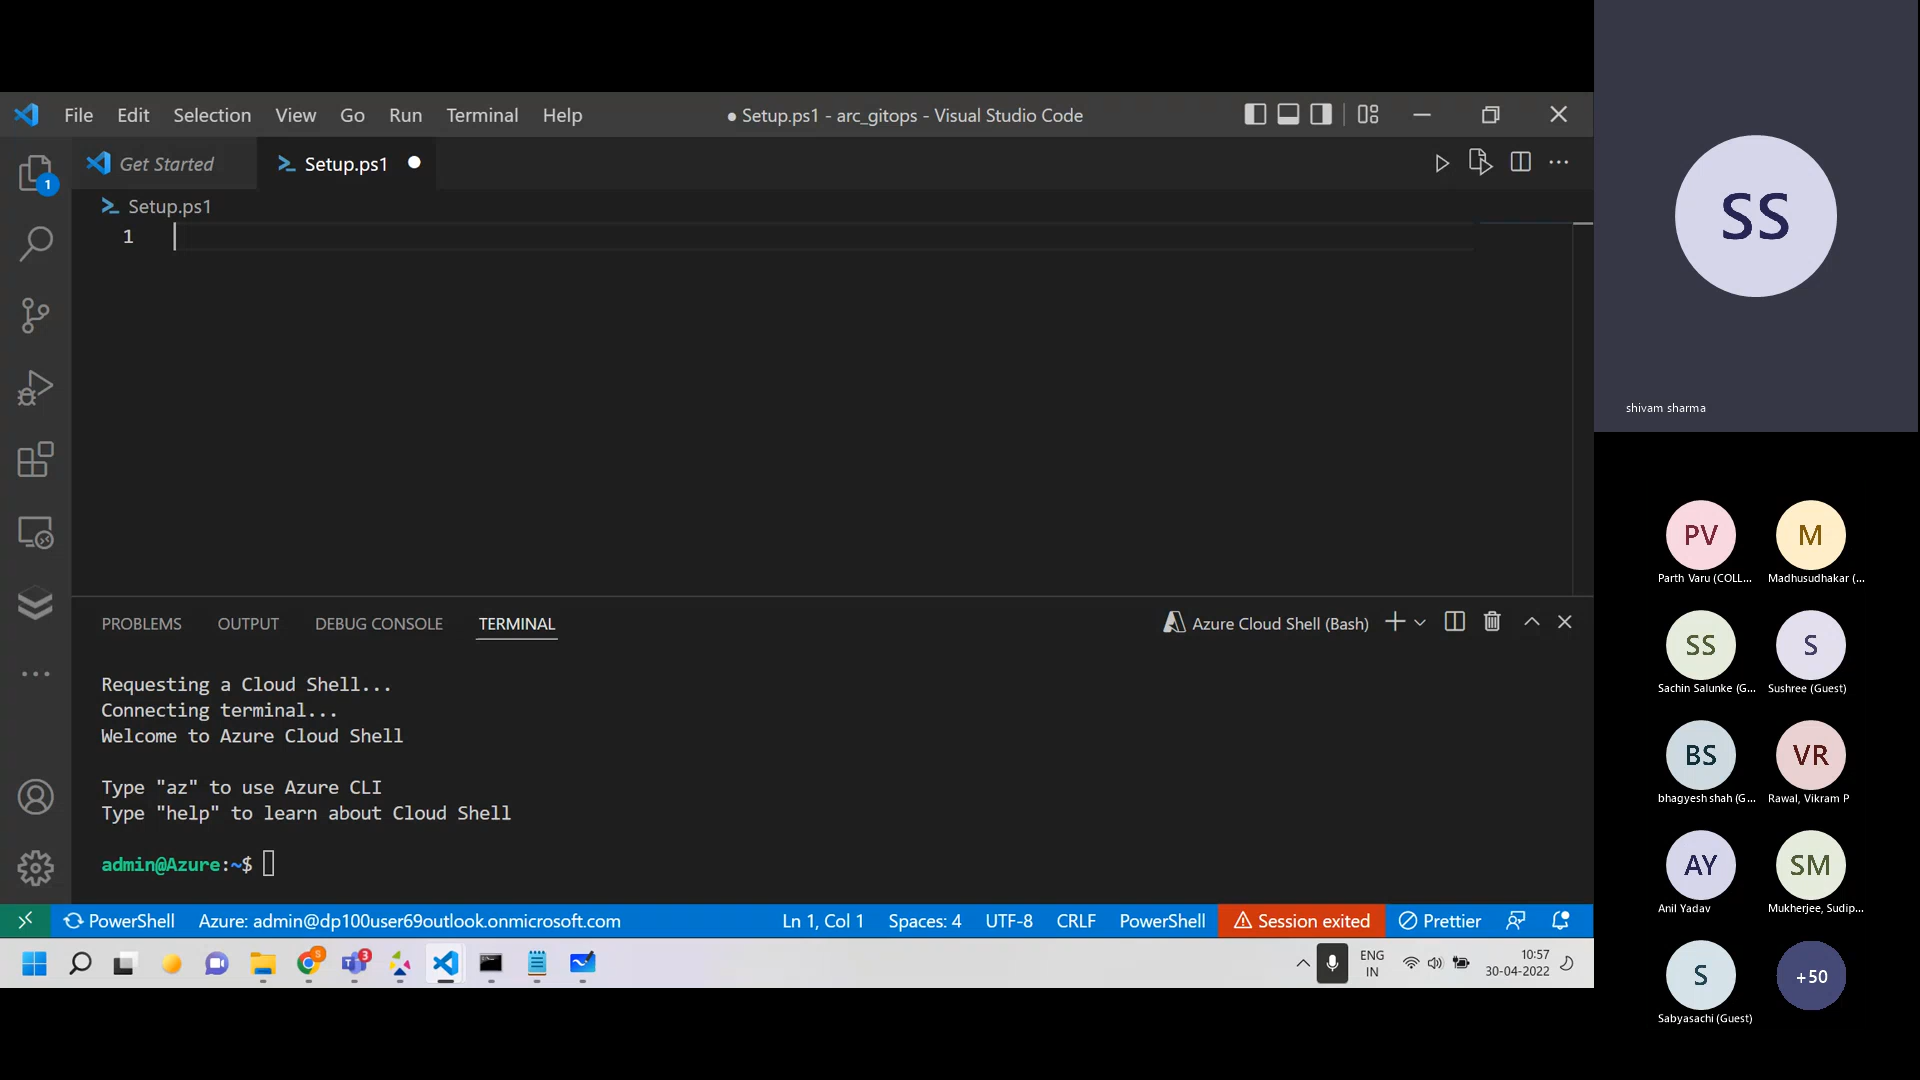 File Edit Selection View Go Run Terminal Help
● Setup.ps1 - arc_gitops - Visual Studio Code
1
Get Started
Setup.ps1
Setup.ps1
1
PROBLEMS OUTPUT DEBUG CONSOLE TERMINAL
Azure Cloud Shell (Bash)
Requesting a Cloud Shell...
Connecting terminal...
Welcome to Azure Cloud Shell
Type "az" to use Azure CLI
Type "help" to learn about Cloud Shell
admin@Azure:~$
PowerShell Azure: admin@dp100user69outlook.onmicrosoft.com Ln 1, Col 1 Spaces: 4 UTF-8 CRLF PowerShell Session exited Prettier
S
3
ENG
IN
10:57
30-04-2022
SS
shivam sharma
PV M
Parth Varu (COLL... Madhusudhakar (...
SS S
Sachin Salunke (G... Sushree (Guest)
BS VR
bhagyesh shah (G... Rawal, Vikram P
AY SM
Anil Yadav Mukherjee, Sudip...
S +50
Sabyasachi (Guest)